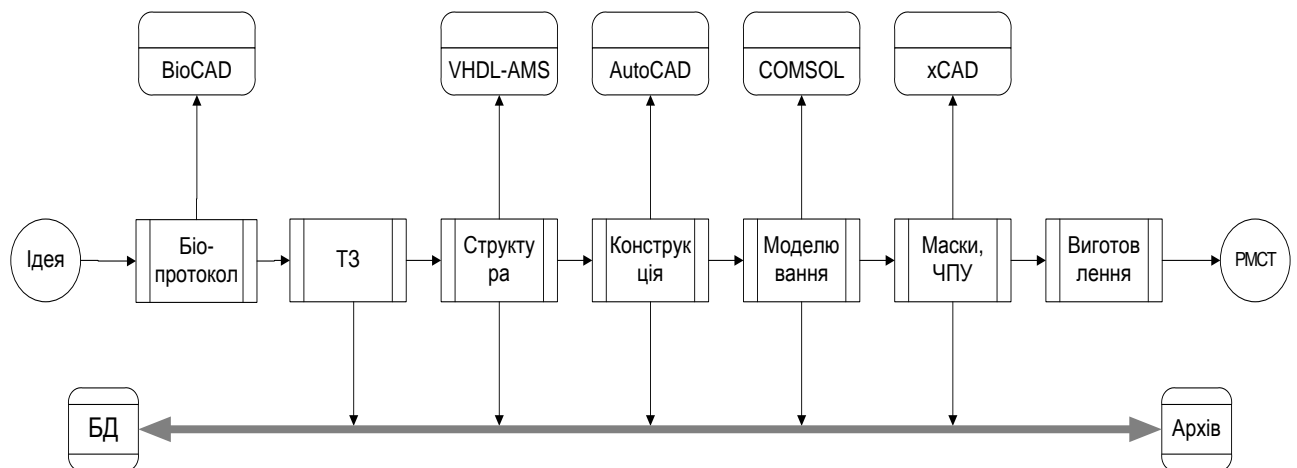 BioCAD
VHDL-AMS
AutoCAD
COMSOL
xCAD
Ідея
Біо-
протокол
ТЗ
Структу
ра
Конструк
ція
Моделю
вання
Маски,
ЧПУ
Виготов
лення
РМСТ
БД
Архів